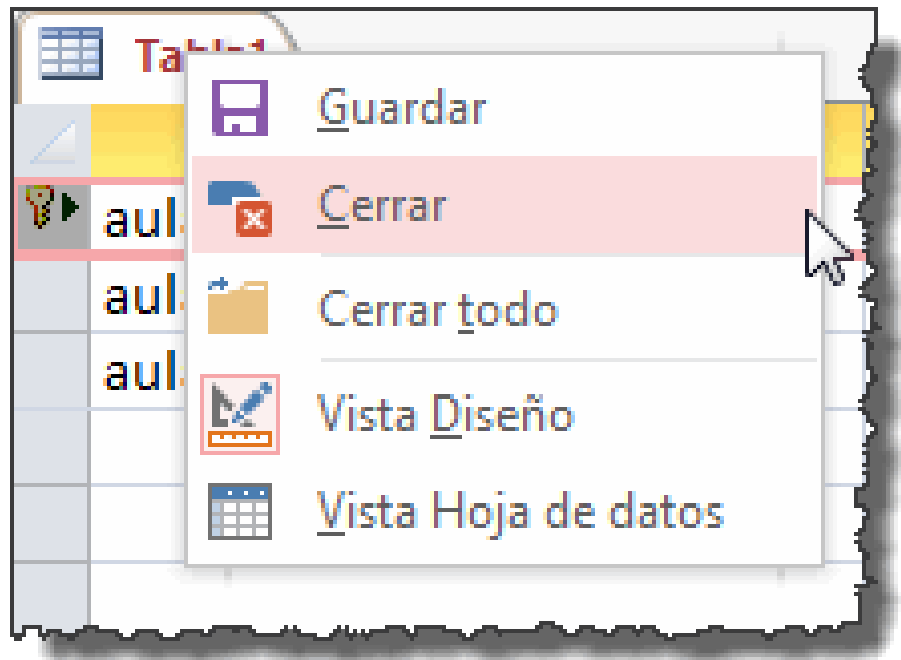 Guardar
Cerrar
Cerrar todo
Vista Diseño
Vista Hoja de datos